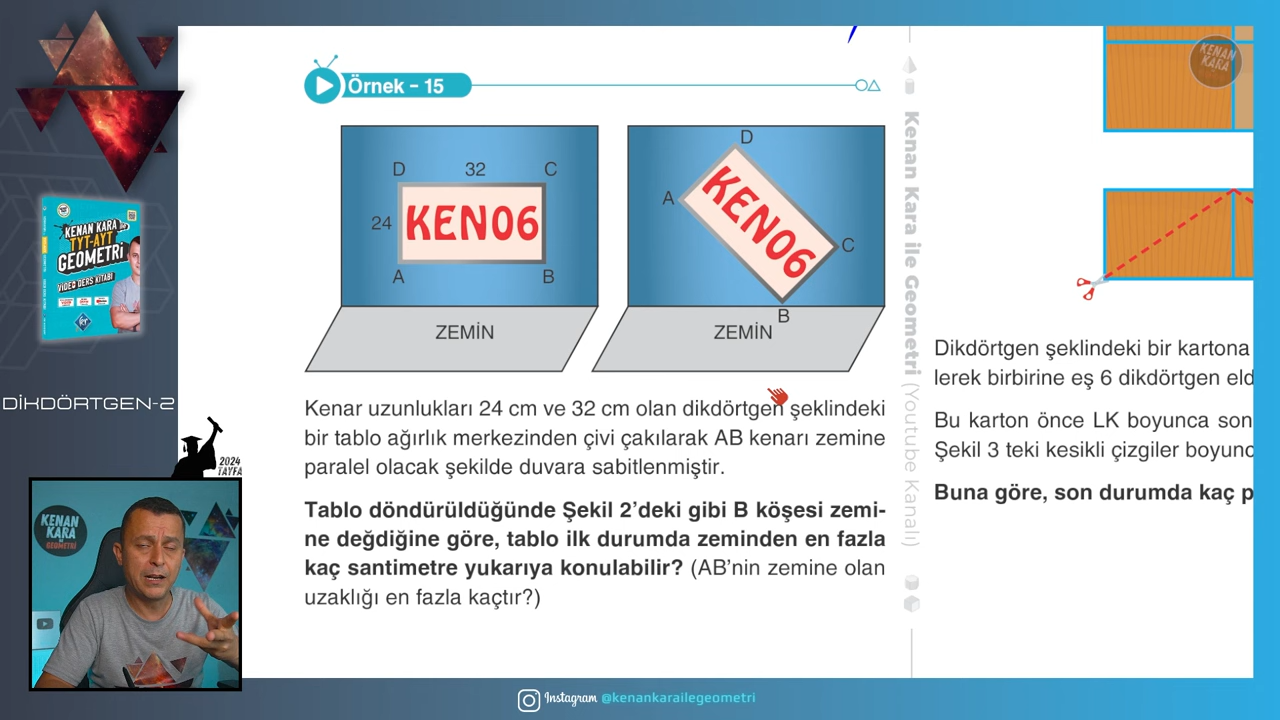 Örnek - 15
D 32 C
24 KEN06
A B
ZEMİN
D
A KEN06 C
B
ZEMİN
Kenar uzunlukları 24 cm ve 32 cm olan dikdörtgen şeklindeki
bir tablo ağırlık merkezinden çivi çakılarak AB kenarı zemine
paralel olacak şekilde duvara sabitlenmiştir.
Tablo döndürüldüğünde Şekil 2'deki gibi B köşesi zemi-
ne değdiğine göre, tablo ilk durumda zeminden en fazla
kaç santimetre yukarıya konulabilir? (AB'nin zemine olan
uzaklığı en fazla kaçtır?)
Kenan Kara ile Geometri (Youtube Kanalı)
KENAN
KARA
Dikdörtgen şeklindeki bir kartona
lerek birbirine eş 6 dikdörtgen eld
Bu karton önce LK boyunca son
Şekil 3 teki kesikli çizgiler boyunc
Buna göre, son durumda kaç p
KENAN KARA
TYT-AYT
GEOMETRİ
VİDEO DERS KİTABI
DİKDÖRTGEN-2
2024
TAYFA
KENAN
KARA
GEOMETRİ
Instagram @kenankarailegeometri